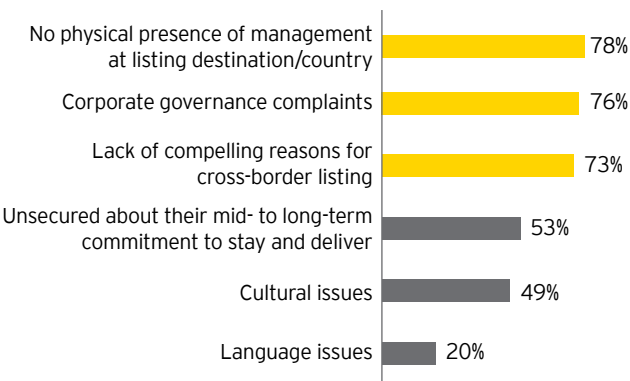 No physical presence of management
at listing destination/country
78%
Corporate governance complaints
76%
Lack of compelling reasons for
cross-border listing
73%
Unsecured about their mid- to long-term
commitment to stay and deliver
53%
Cultural issues
49%
Language issues
20%